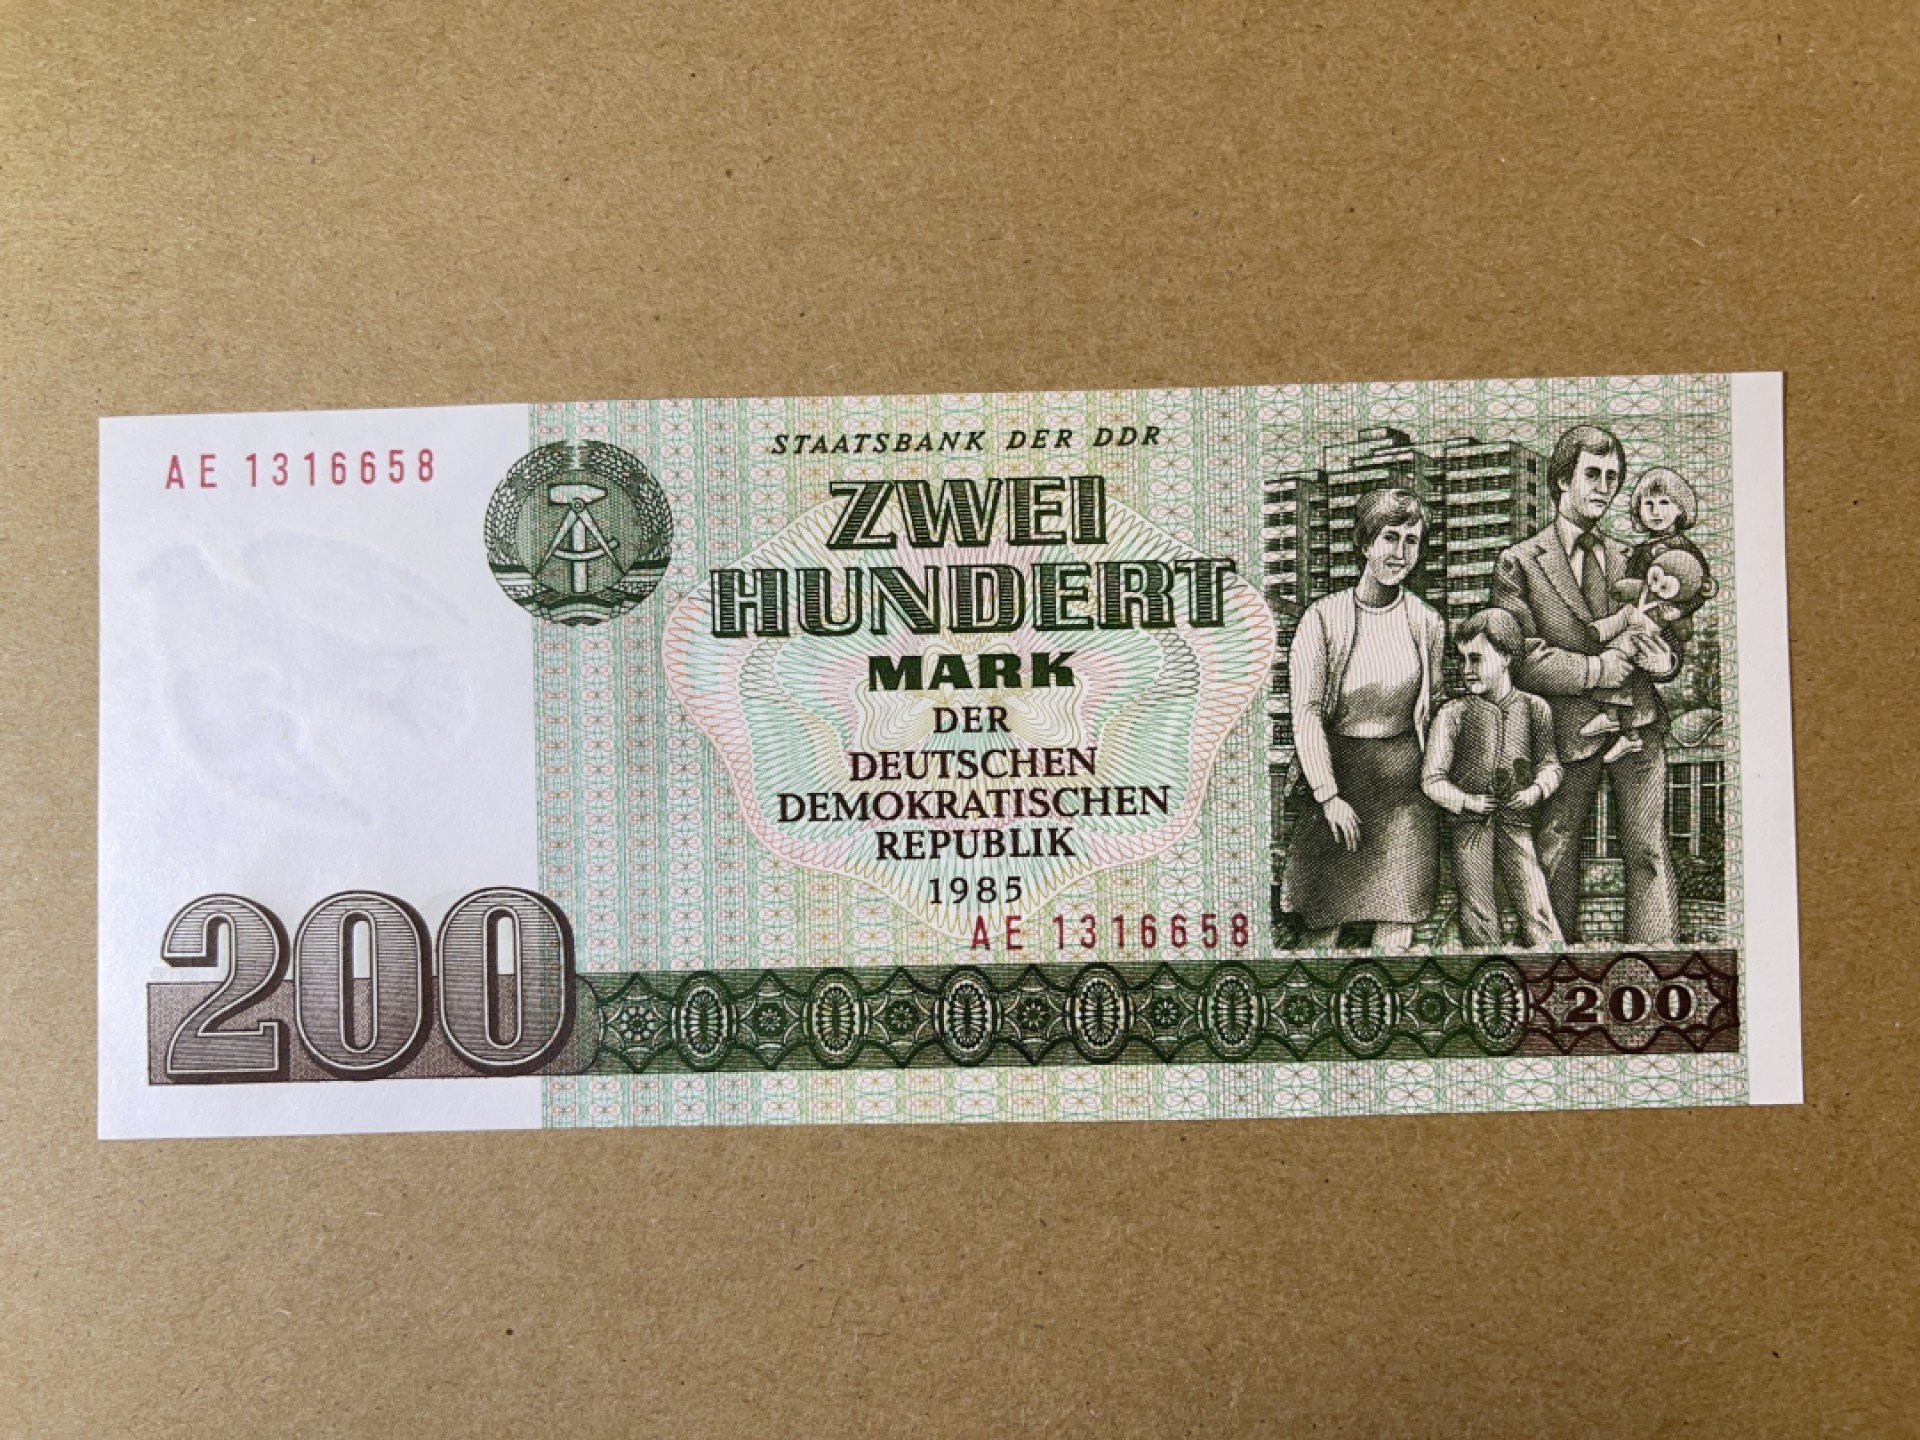 AE 1316658
STAATSBANK DER DDR
ZWEI
HUNDERT
MARK
DER
DEUTSCHEN
DEMOKRATISCHEN
REPUBLIK
1985
AE 1316658
200
200